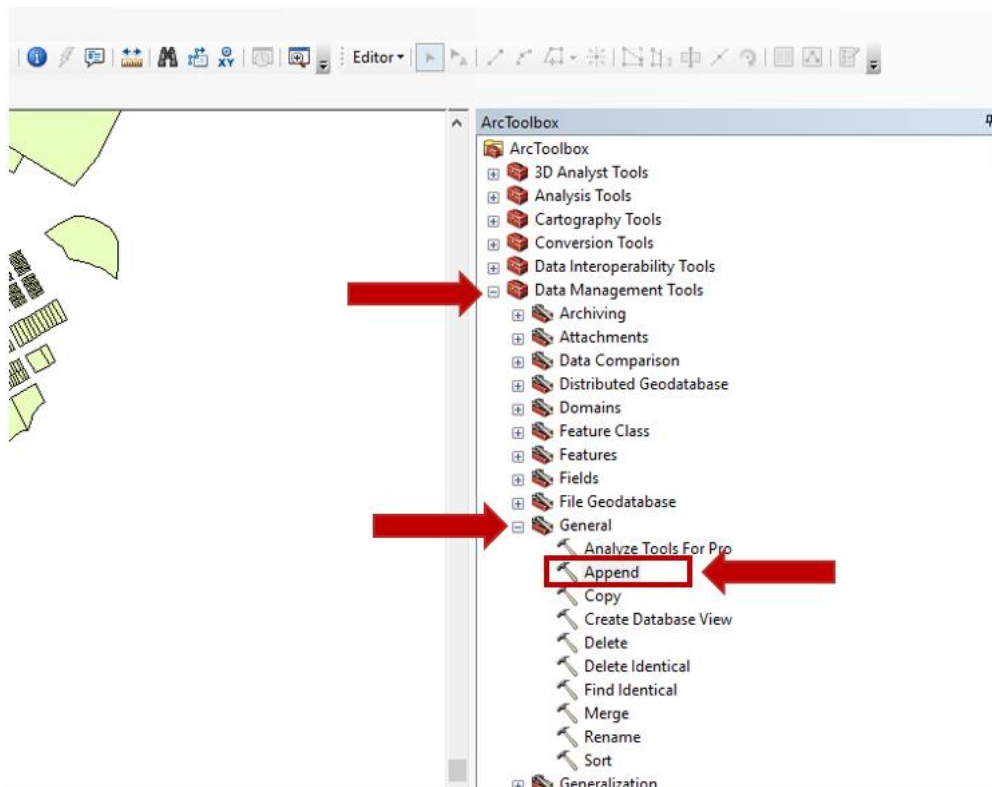 XY
Editor
ArcToolbox
ArcToolbox
3D Analyst Tools
Analysis Tools
Cartography Tools
Conversion Tools
Data Interoperability Tools
Data Management Tools
Archiving
Attachments
Data Comparison
Distributed Geodatabase
Domains
Feature Class
Features
Fields
File Geodatabase
General
Analyze Tools For Pro
Append
Copy
Create Database View
Delete
Delete Identical
Find Identical
Merge
Rename
Sort
Generalization